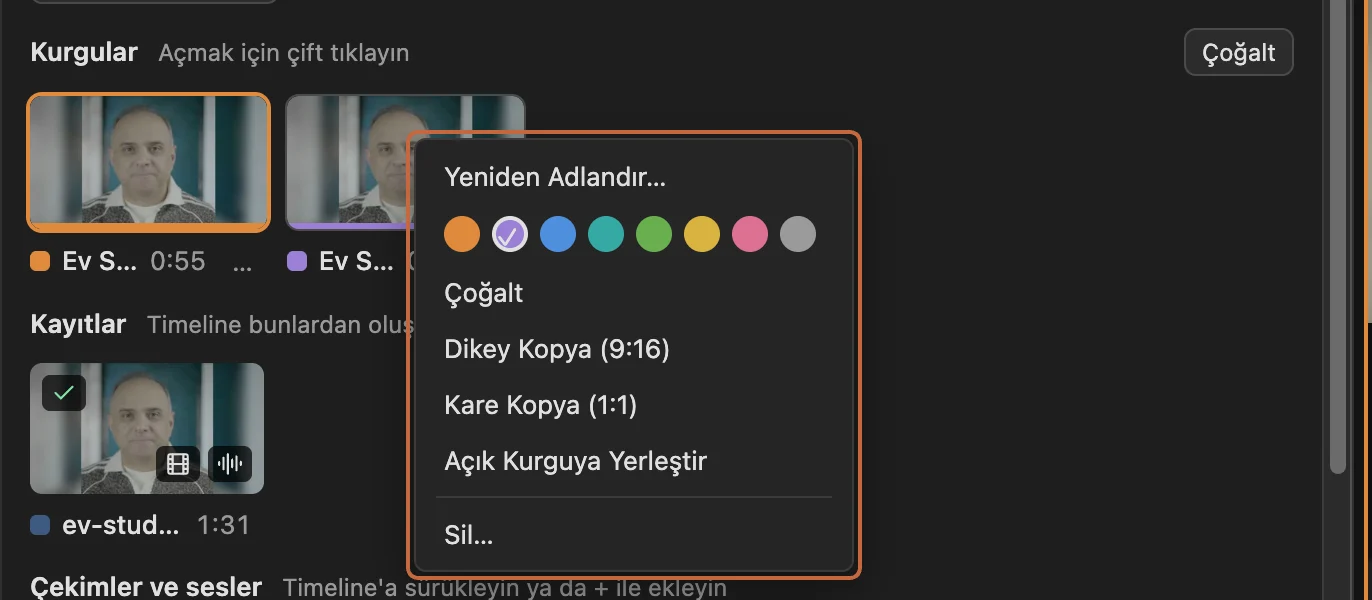 Kurgular Açmak için çift tıklayın
Çoğalt
Ev S... 0:55 ...
Ev S...
Yeniden Adlandır...
Çoğalt
Dikey Kopya (9:16)
Kare Kopya (1:1)
Açık Kurguya Yerleştir
Sil...
Kayıtlar Timeline bunlardan
ev-stud... 1:31
Çekimler ve sesler Timeline'a sürükleyin ya da + ile ekleyin